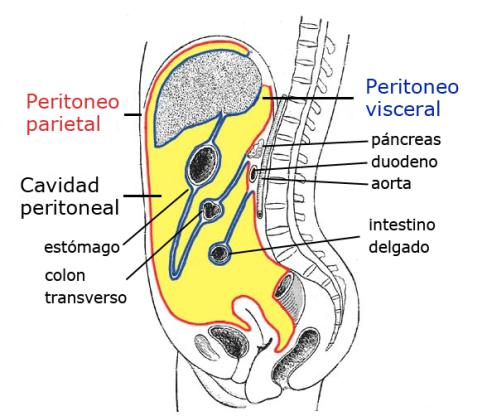 Peritoneo
parietal
Cavidad
peritoneal
estómago
colon
transverso
Peritoneo
visceral
páncreas
duodeno
aorta
intestino
delgado